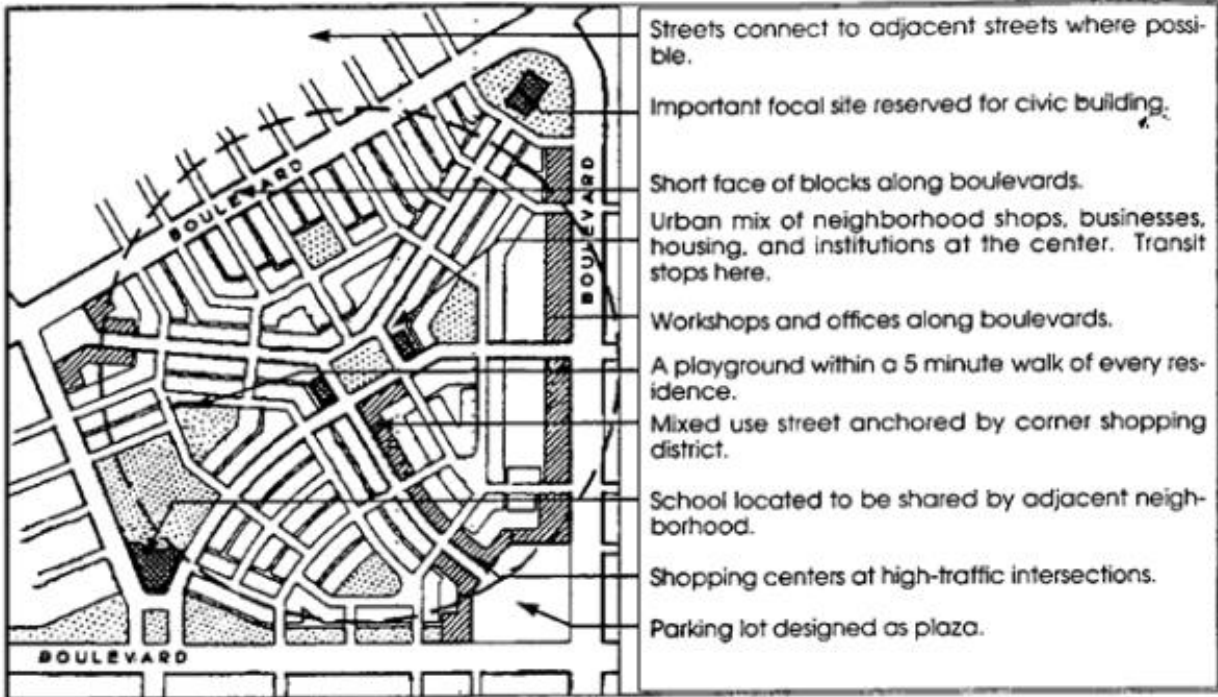 Streets connect to adjacent streets where possi-
ble.
Important focal site reserved for civic building.
Short face of blocks along boulevards.
Urban mix of neighborhood shops, businesses,
housing, and institutions at the center. Transit
stops here.
Workshops and offices along boulevards.
A playground within a 5 minute walk of every res-
idence.
Mixed use street anchored by corner shopping
district.
School located to be shared by adjacent neigh-
borhood.
Shopping centers at high-traffic intersections.
Parking lot designed as plaza.
BOULEVARD
BOULEVARD
BOULEVARD